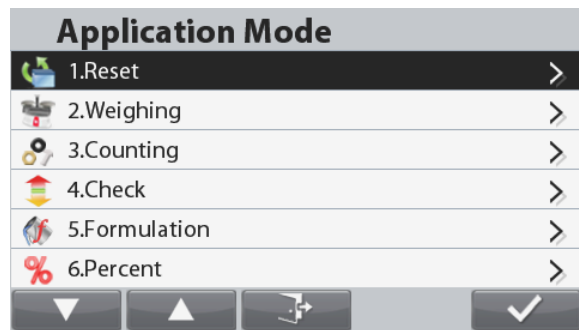 Application Mode
1.Reset
2.Weighing
3.Counting
4.Check
5.Formulation
6.Percent